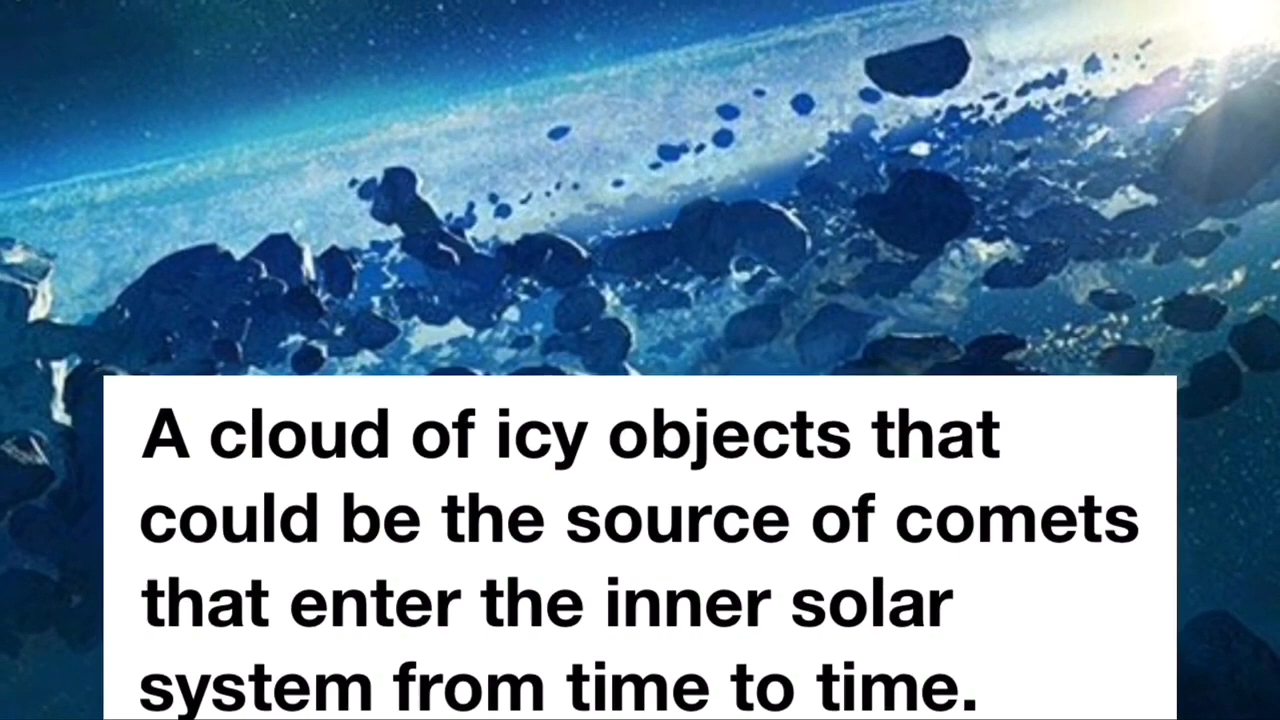 A cloud of icy objects that
could be the source of comets
that enter the inner solar
system from time to time.